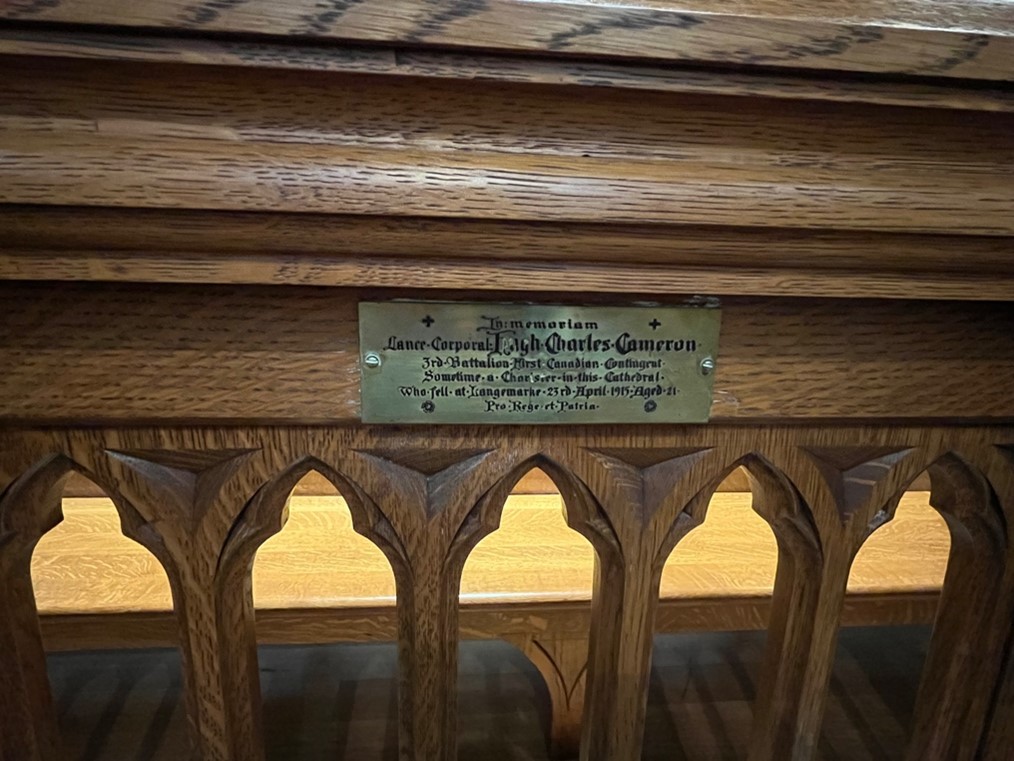 In memoriam
Lance·Corporal· Hugh·Charles·Cameron·
3rd·Battalion·First·Canadian·Contingent·
Sometime·a·Chorister·in·this·Cathedral·
Who·fell·at·Langemarke·23rd·April·1915·Aged·21·
Pro·Rege·et·Patria·